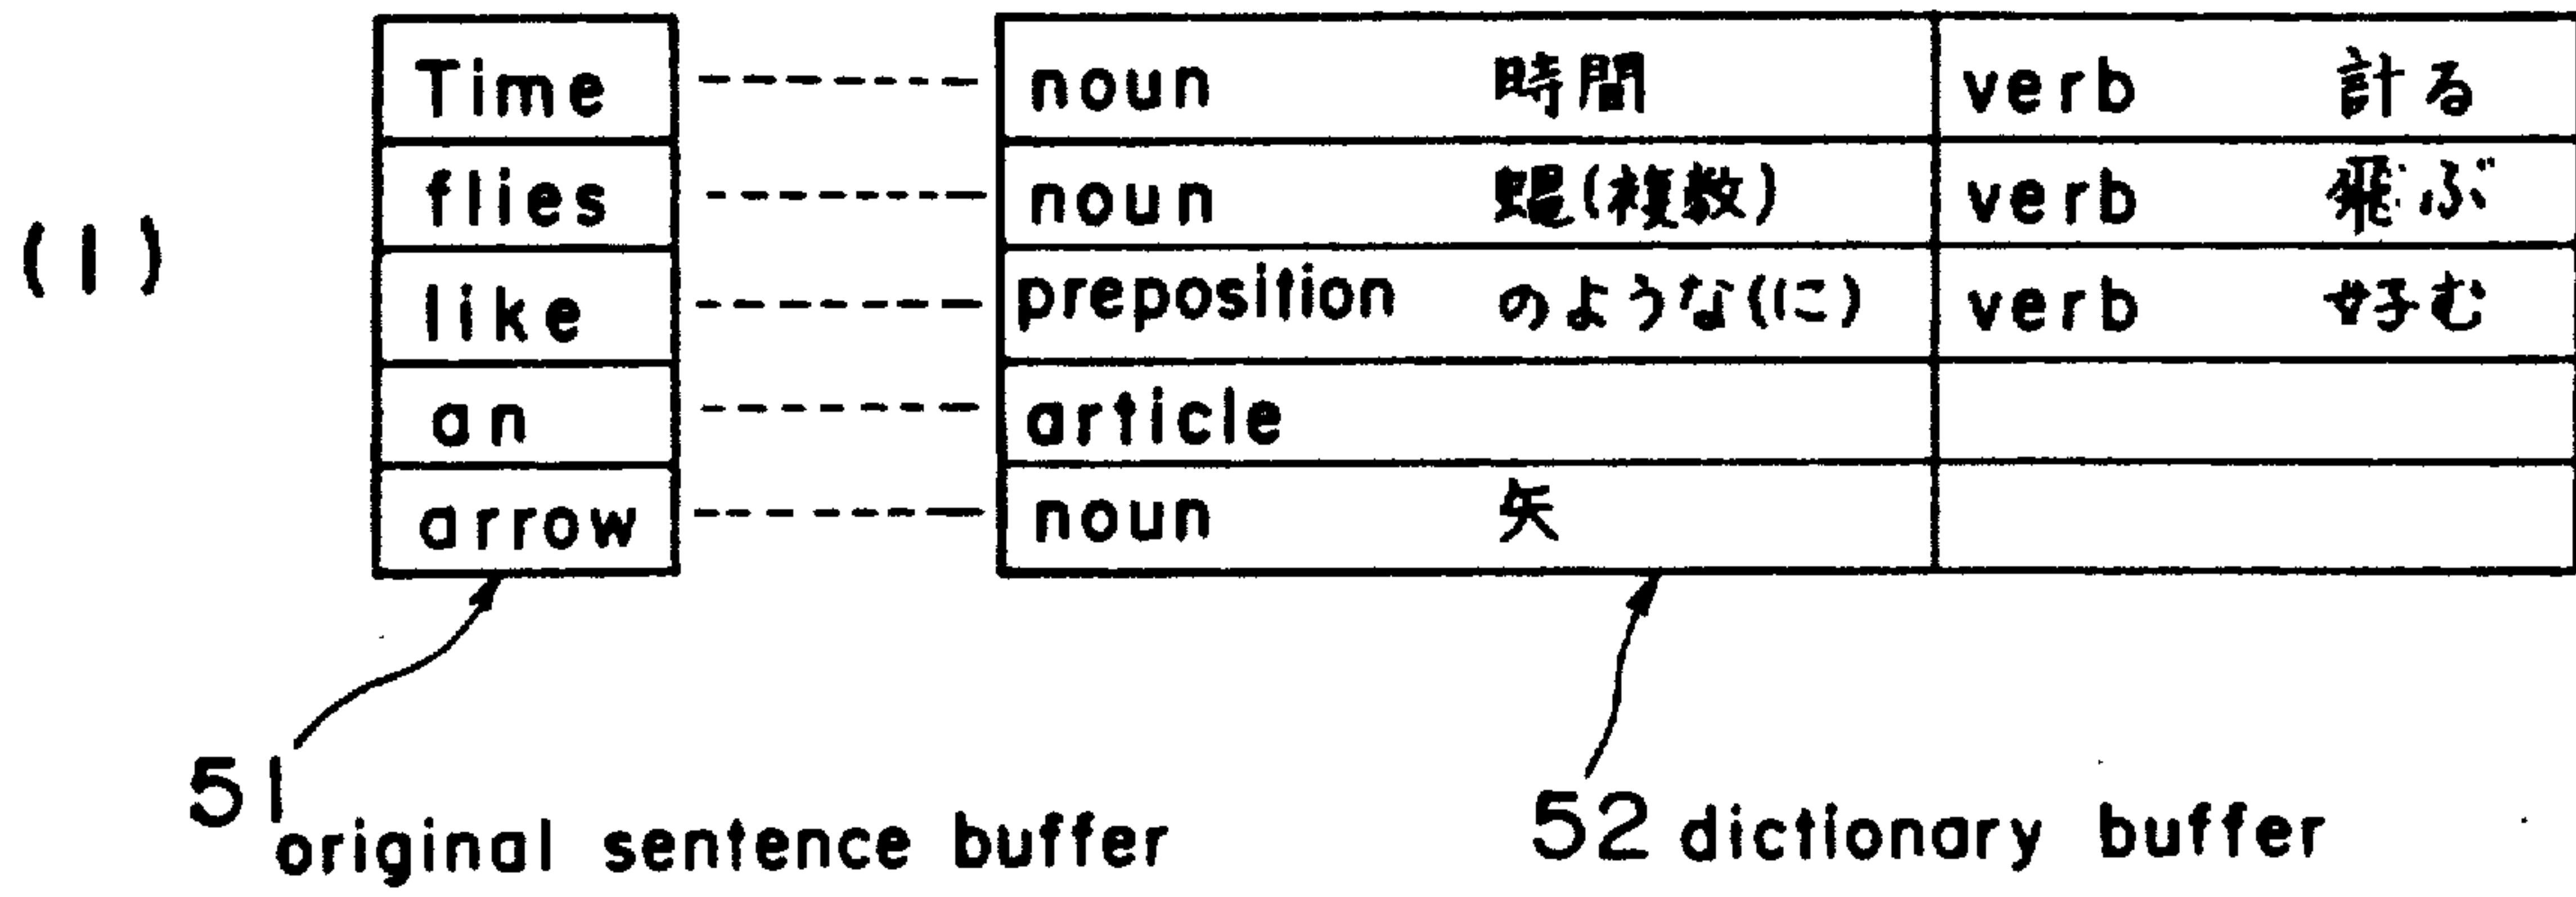 Time noun 時間 verb 計る
flies noun 蝿(複数) verb 飛ぶ
(1)
like preposition のような(に) verb 好む
an article
arrow noun 矢
51 original sentence buffer
52 dictionary buffer